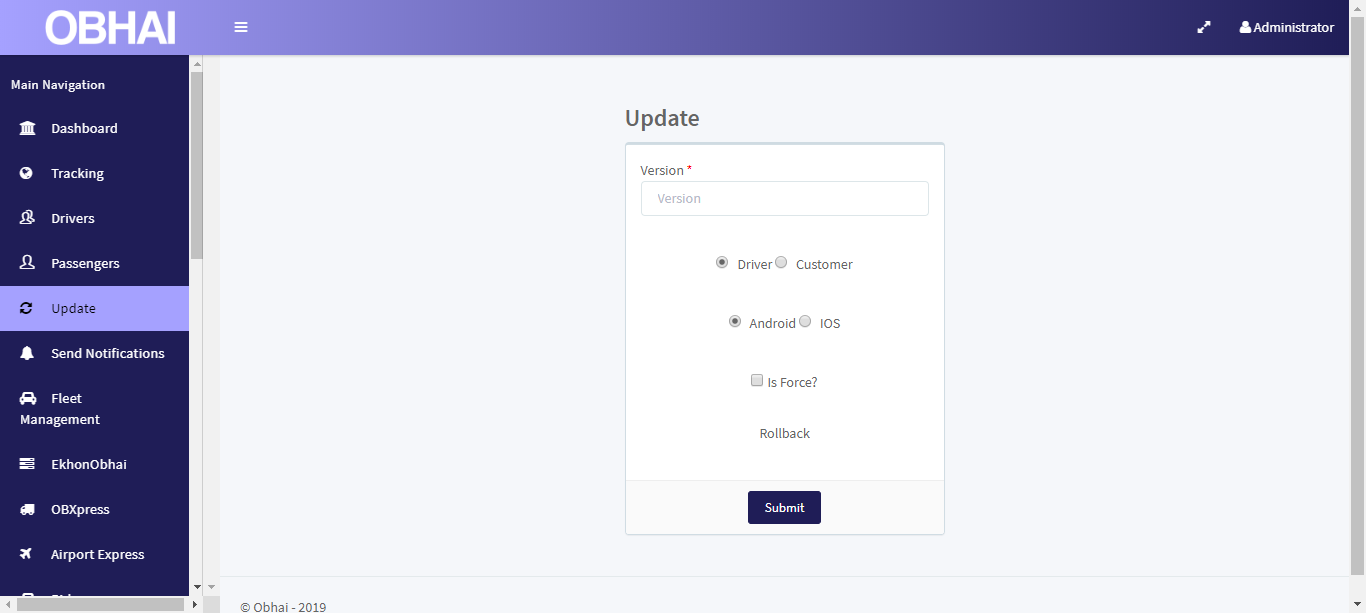 OBHAI
Administrator
Main Navigation
Dashboard
Tracking
Drivers
Passengers
Update
Send Notifications
Fleet
Management
EkhonObhai
OBXpress
Airport Express
Update
Version *
Version
Driver Customer
Android IOS
Is Force?
Rollback
Submit
© Obhai - 2019